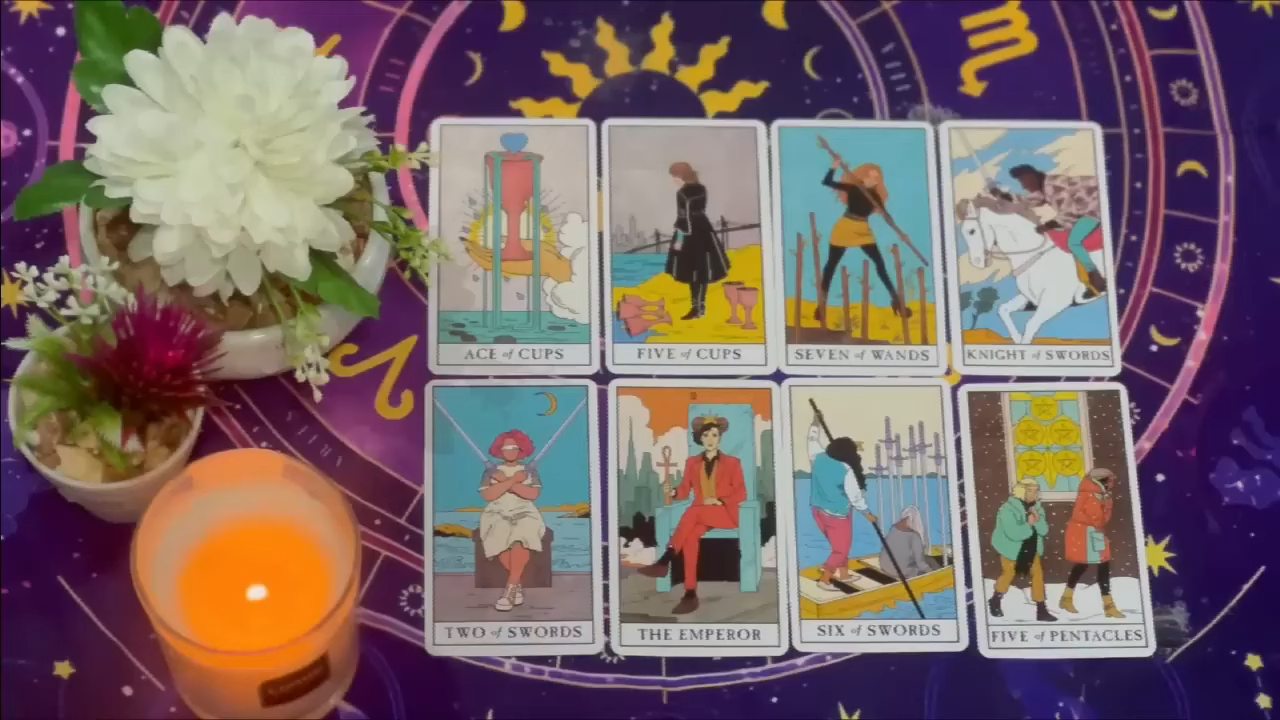 ACE of CUPS
FIVE of CUPS
SEVEN of WANDS
KNIGHT of SWORDS
TWO of SWORDS
THE EMPEROR
SIX of SWORDS
FIVE of PENTACLES